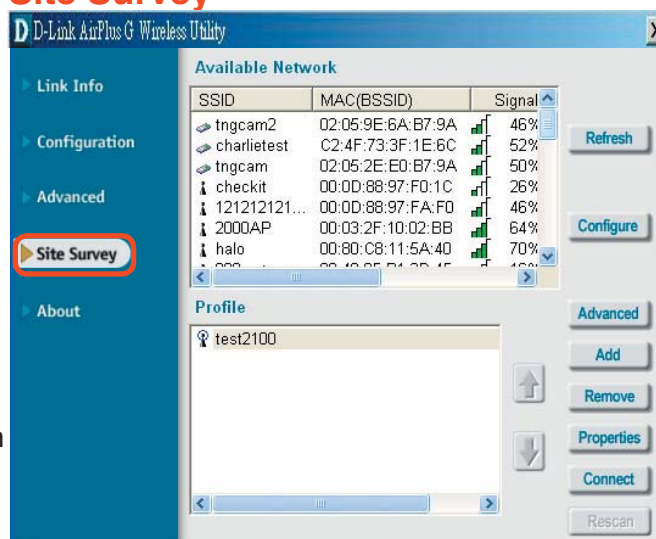 Site Survey
D D-Link AirPlus G Wireless Utility X
Link Info
Configuration
Advanced
Site Survey
About
Available Network
SSID MAC(BSSID) Signal
tngcam2 02:05:9E:6A:B7:9A 46%
charlietest C2:4F:73:3F:1E:6C 52%
tngcam 02:05:2E:E0:B7:9A 50%
checkit 00:0D:88:97:F0:1C 26%
121212121... 00:0D:88:97:FA:F0 46%
2000AP 00:03:2F:10:02:BB 64%
halo 00:80:C8:11:5A:40 70%
Refresh
Configure
Profile
test2100
Advanced
Add
Remove
Properties
Connect
Rescan